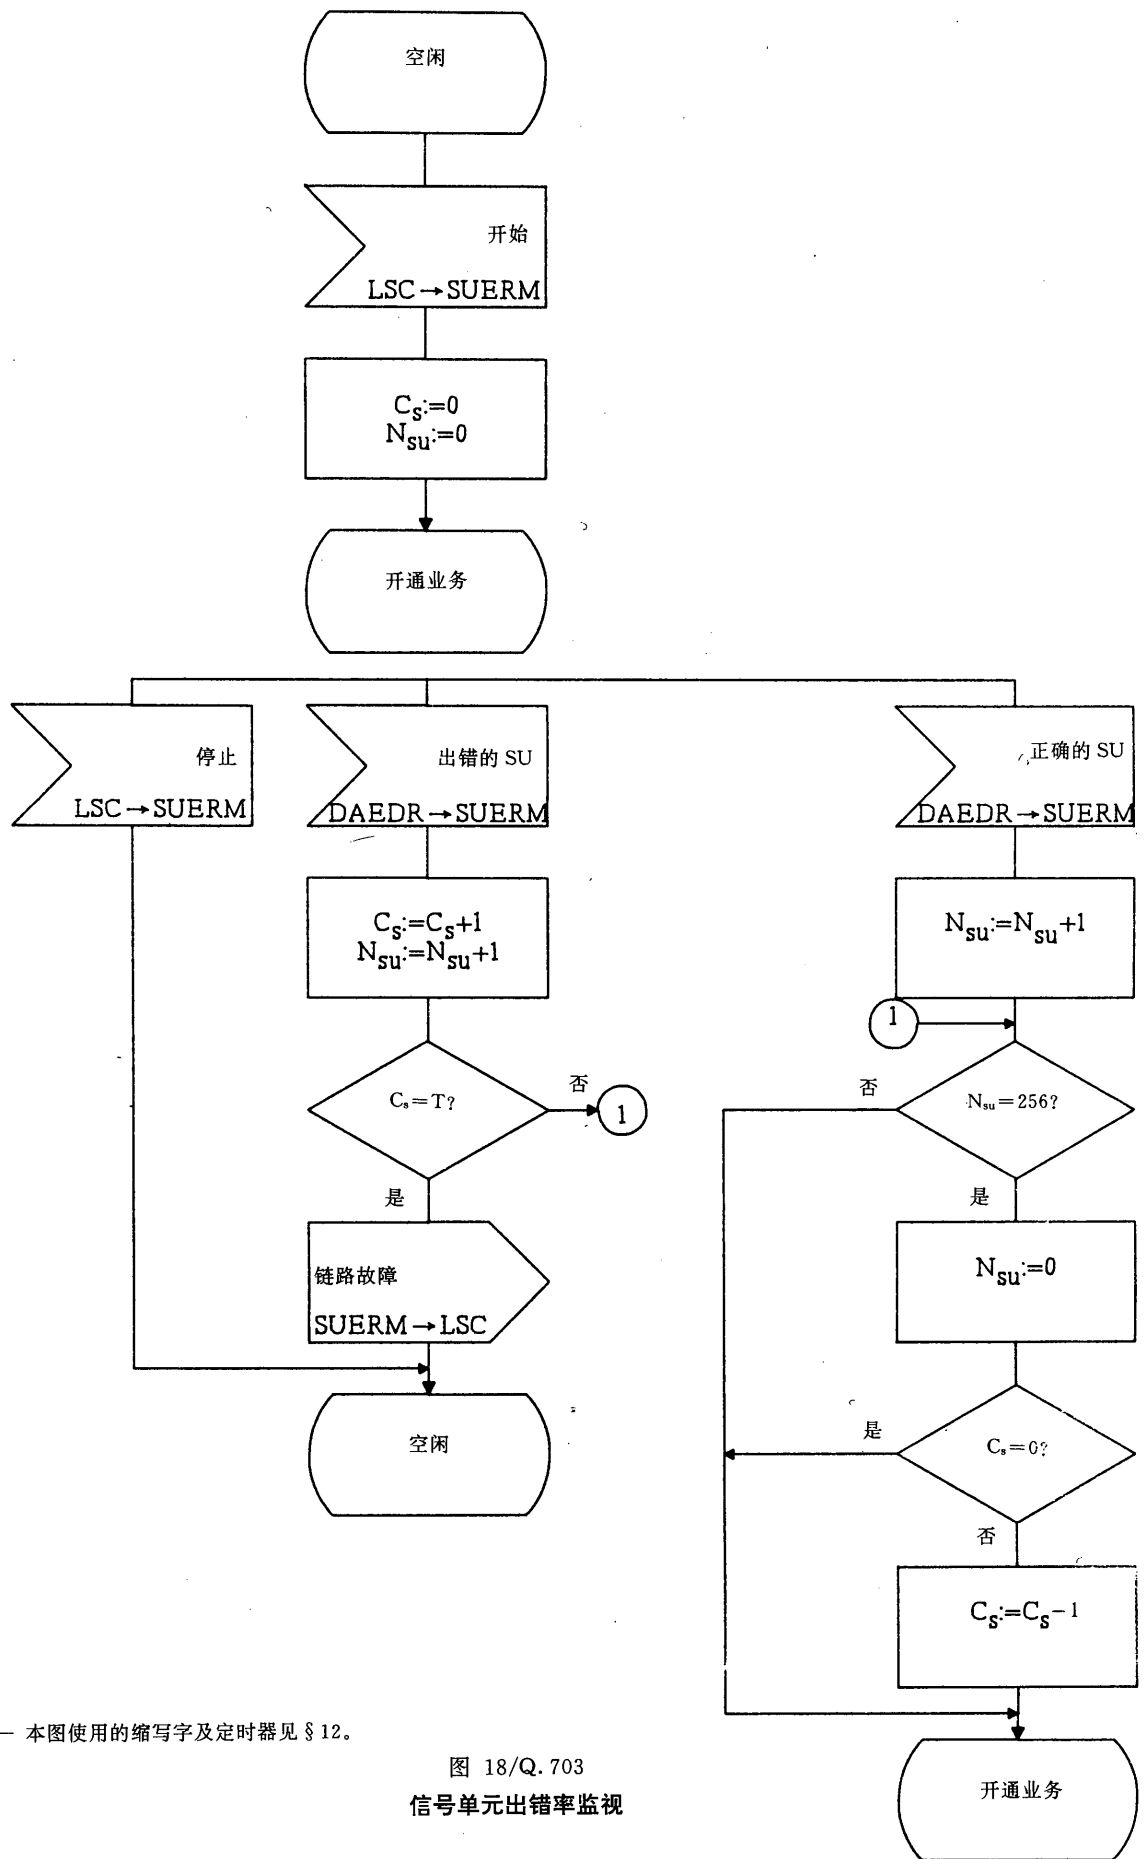 空闲
开始
LSC→SUERM
Cs:=0
Nsu:=0
开通业务
停止
LSC→SUERM
出错的 SU
DAEDR→SUERM
正确的 SU
DAEDR→SUERM
Cs:=Cs+1
Nsu:=Nsu+1
Nsu:=Nsu+1
1
Cs=T?
否
1
是
否
Nsu=256?
是
链路故障
SUERM→LSC
Nsu:=0
空闲
是
Cs=0?
否
Cs:=Cs-1
— 本图使用的缩写字及定时器见 § 12。
图 18/Q.703
信号单元出错率监视
开通业务